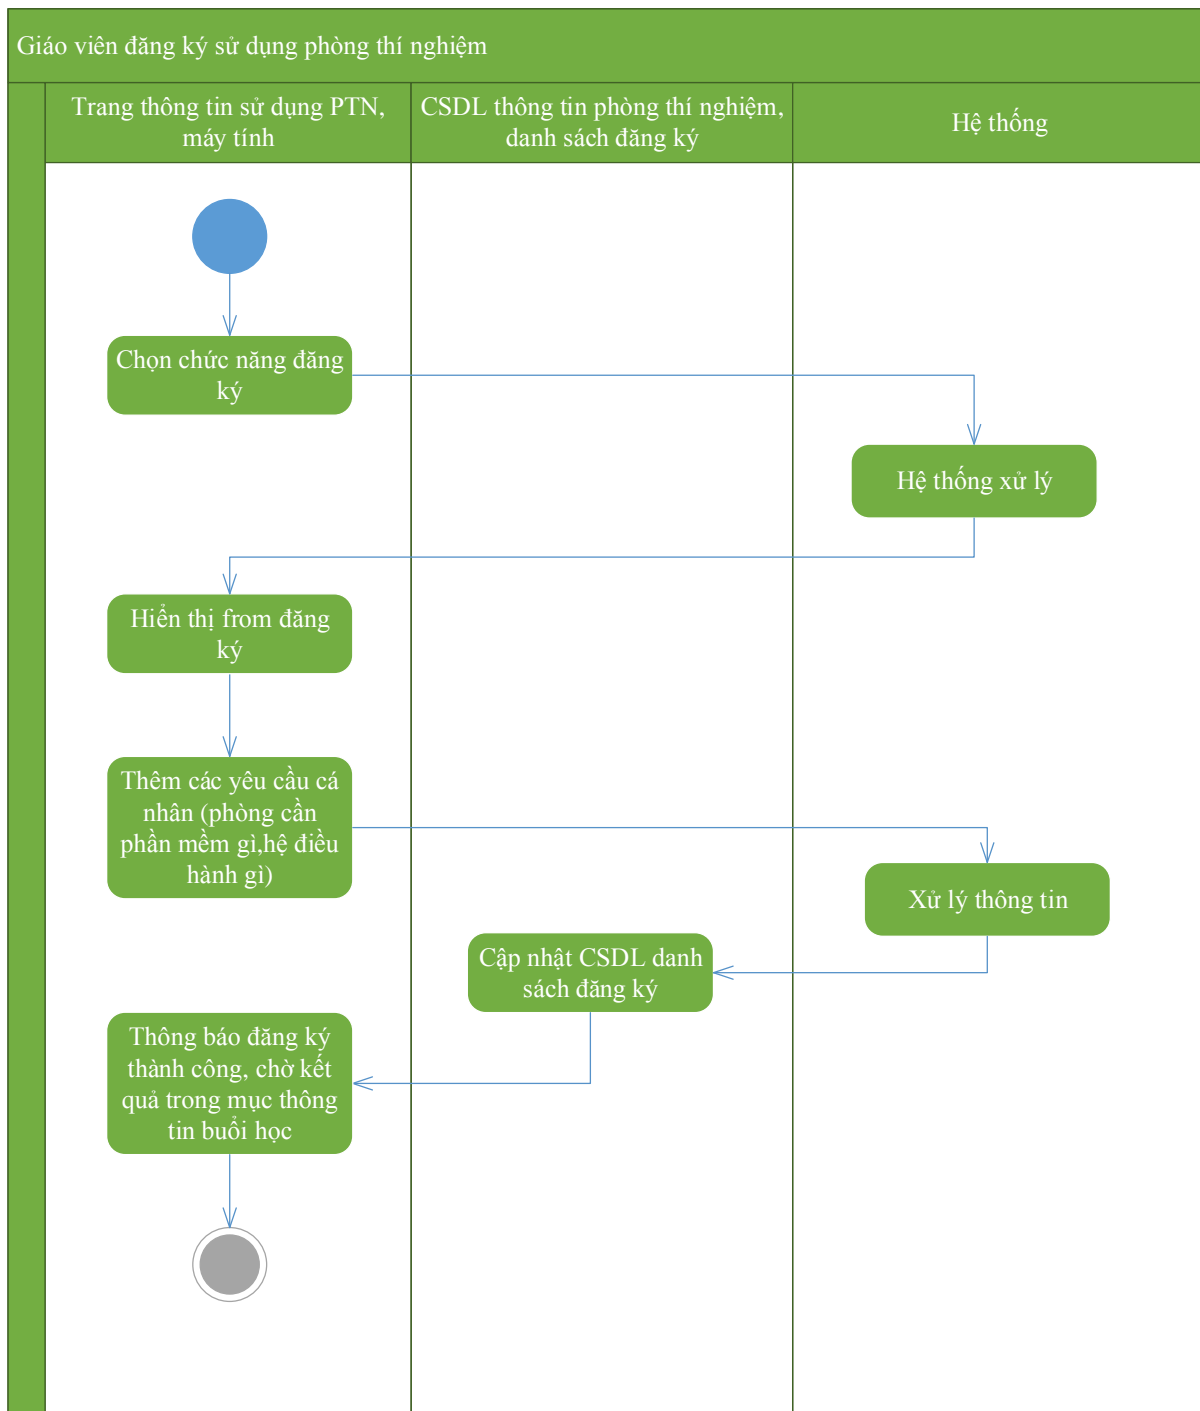 Giáo viên đăng ký sử dụng phòng thí nghiệm
Trang thông tin sử dụng PTN,
máy tính
CSDL thông tin phòng thí nghiệm,
danh sách đăng ký
Hệ thống
Chọn chức năng đăng
ký
Hệ thống xử lý
Hiển thị from đăng
ký
Thêm các yêu cầu cá
nhân (phòng cần
phần mềm gì,hệ điều
hành gì)
Xử lý thông tin
Cập nhật CSDL danh
sách đăng ký
Thông báo đăng ký
thành công, chờ kết
quả trong mục thông
tin buổi học